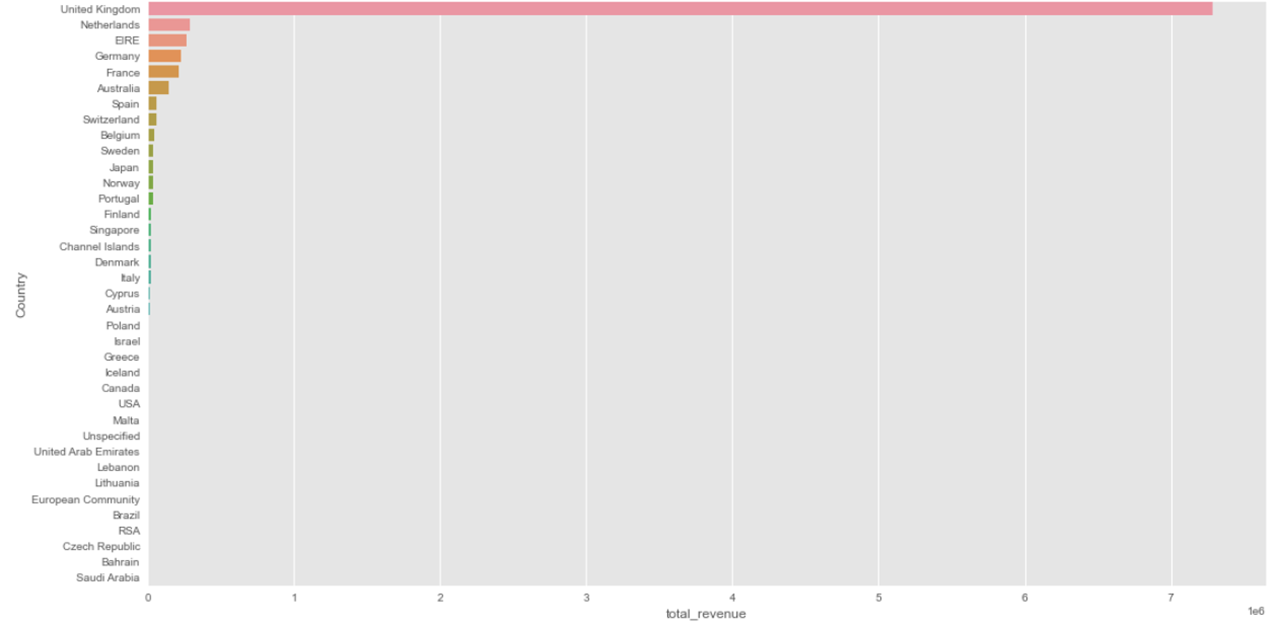 United Kingdom
Netherlands
EIRE
Germany
France
Australia
Spain
Switzerland
Belgium
Sweden
Japan
Norway
Portugal
Finland
Singapore
Channel Islands
Denmark
Italy
Cyprus
Austria
Poland
Israel
Greece
Iceland
Canada
USA
Malta
Unspecified
United Arab Emirates
Lebanon
Lithuania
European Community
Brazil
RSA
Czech Republic
Bahrain
Saudi Arabia
Country
0 1 2 3 4 5 6 7
total_revenue
1e6